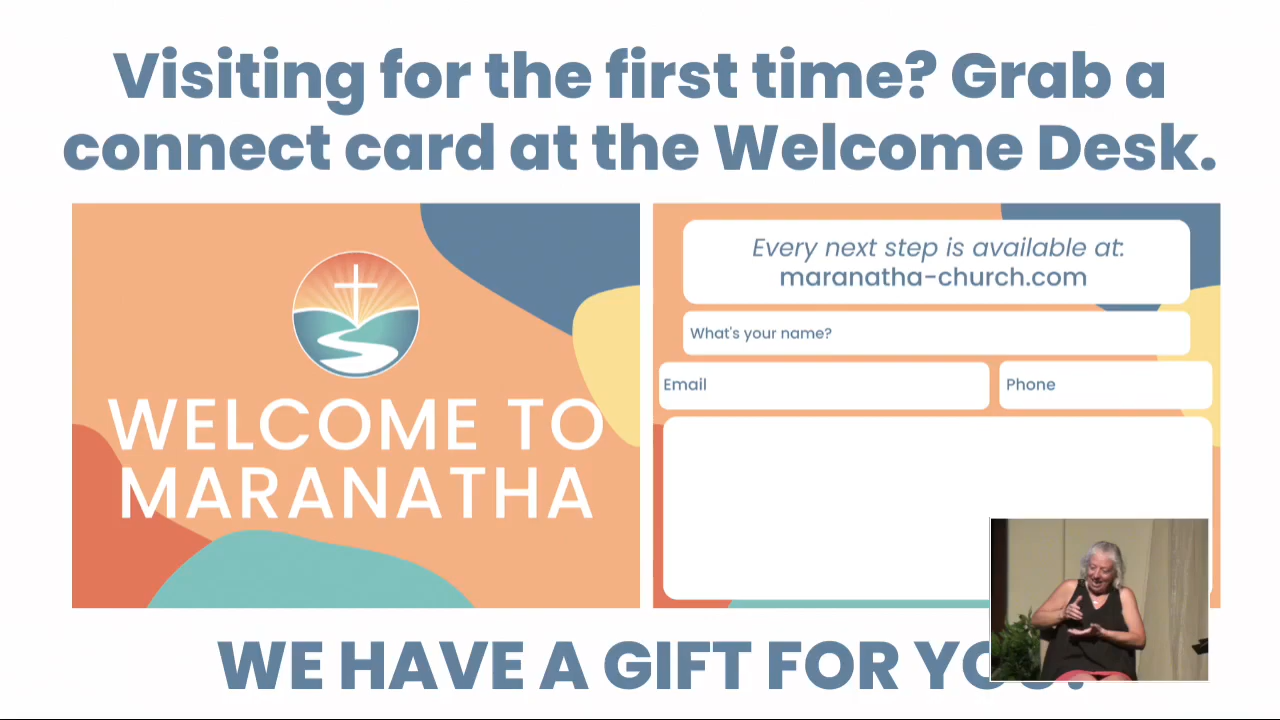 Visiting for the first time? Grab a
connect card at the Welcome Desk.
WELCOME TO
MARANATHA
Every next step is available at:
maranatha-church.com
What's your name?
Email
Phone
WE HAVE A GIFT FOR